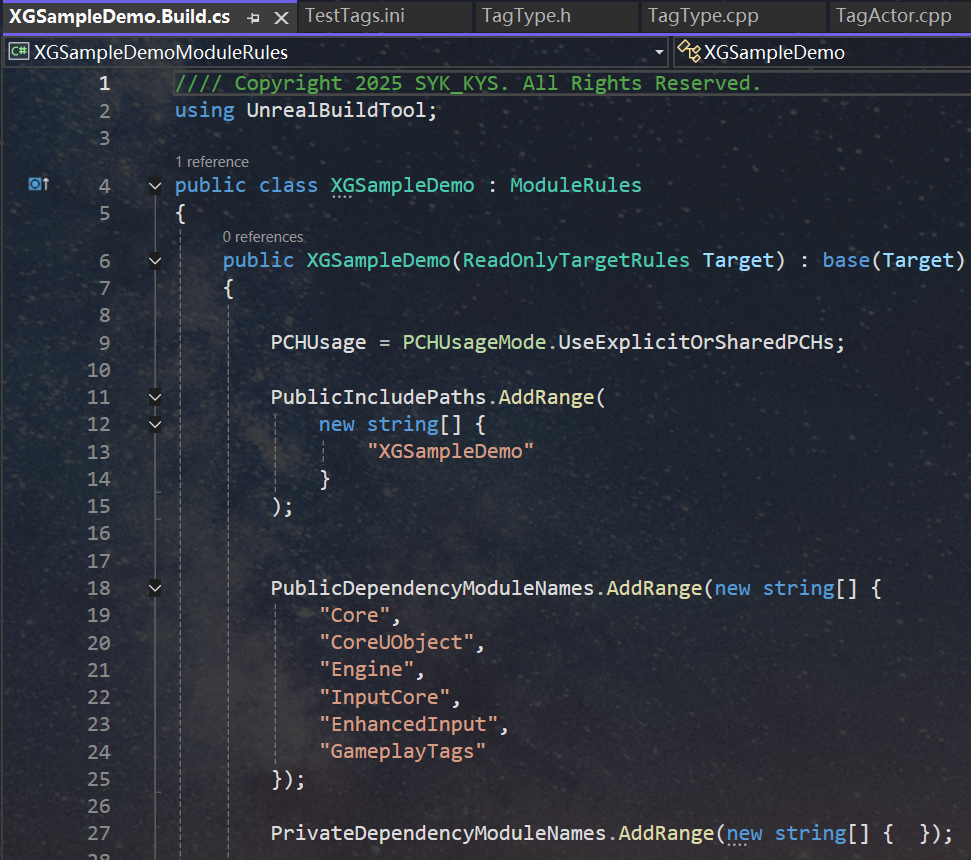 XGSampleDemo.Build.cs TestTags.ini TagType.h TagType.cpp TagActor.cpp
C# XGSampleDemoModuleRules XGSampleDemo
1 //// Copyright 2025 SYK_KYS. All Rights Reserved.
2 using UnrealBuildTool;
3
1 reference
4 public class XGSampleDemo : ModuleRules
5 {
0 references
6 public XGSampleDemo(ReadOnlyTargetRules Target) : base(Target)
7 {
8
9 PCHUsage = PCHUsageMode.UseExplicitOrSharedPCHs;
10
11 PublicIncludePaths.AddRange(
12 new string[] {
13 "XGSampleDemo"
14 }
15 );
16
17
18 PublicDependencyModuleNames.AddRange(new string[] {
19 "Core",
20 "CoreUObject",
21 "Engine",
22 "InputCore",
23 "EnhancedInput",
24 "GameplayTags"
25 });
26
27 PrivateDependencyModuleNames.AddRange(new string[] { });